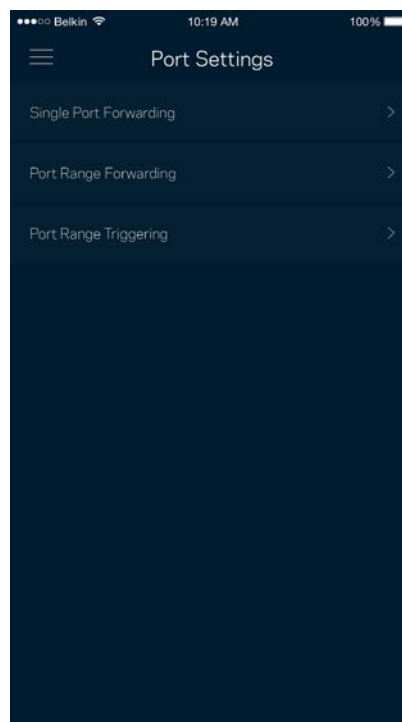 Belkin 10:19 AM 100%
Port Settings
Single Port Forwarding
Port Range Forwarding
Port Range Triggering